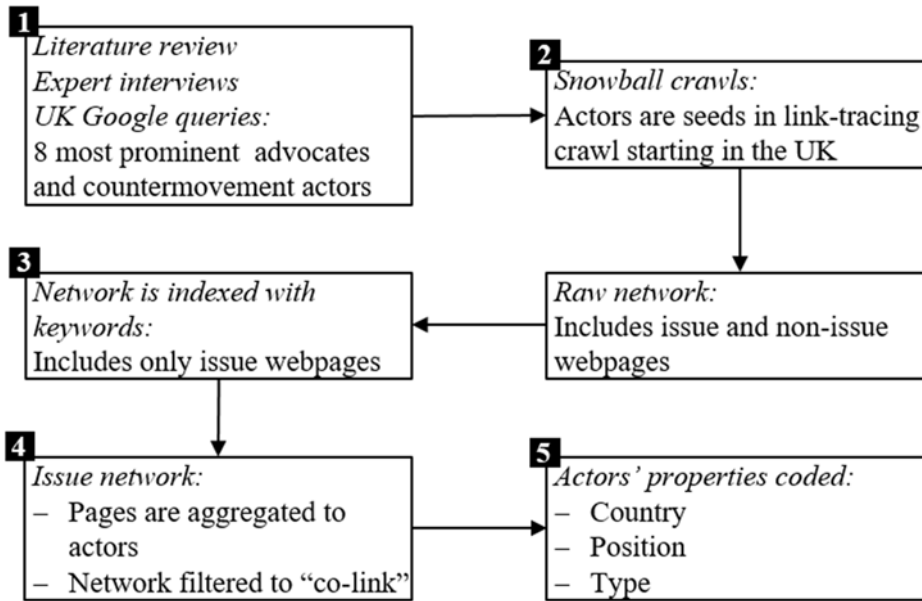 1
Literature review
Expert interviews
UK Google queries:
8 most prominent advocates
and countermovement actors
2
Snowball crawls:
Actors are seeds in link-tracing
crawl starting in the UK
Raw network:
Includes issue and non-issue
webpages
3
Network is indexed with
keywords:
Includes only issue webpages
4
Issue network:
– Pages are aggregated to
actors
– Network filtered to “co-link”
5
Actors’ properties coded:
– Country
– Position
– Type